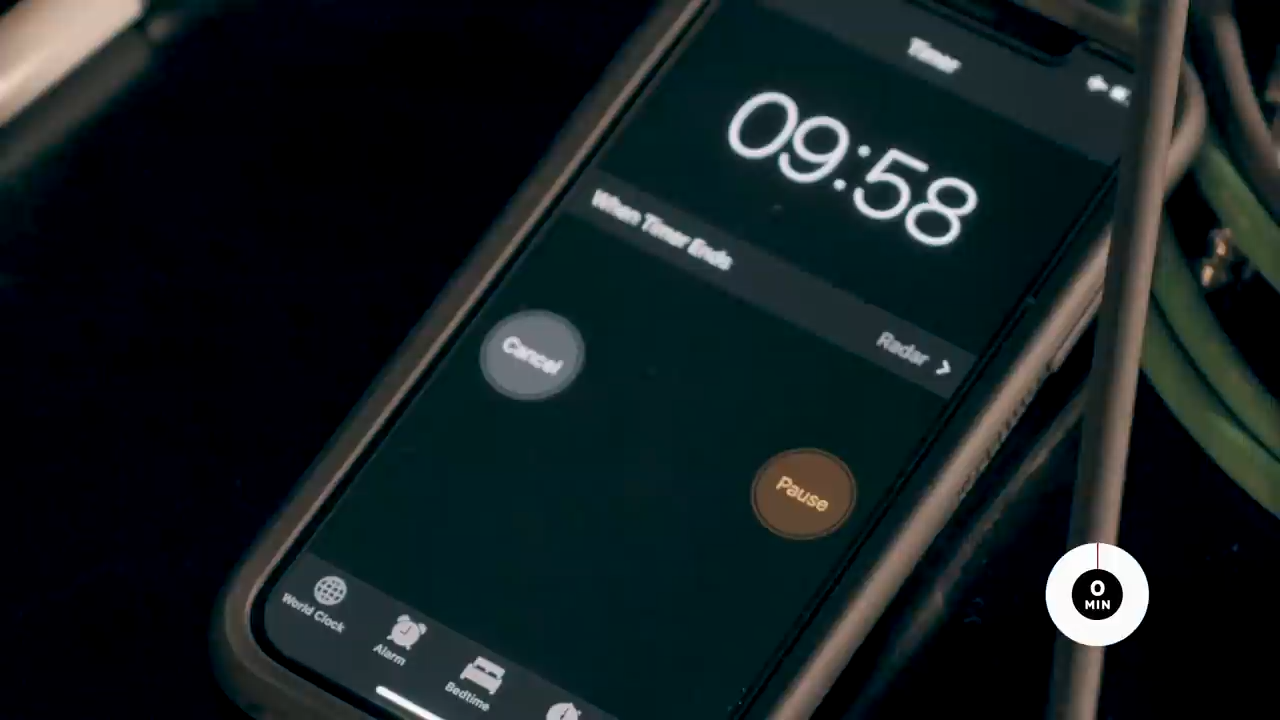 Timer
09:58
When Timer Ends
Radar
Cancel
Pause
World Clock
Alarm
Bedtime
0
MIN